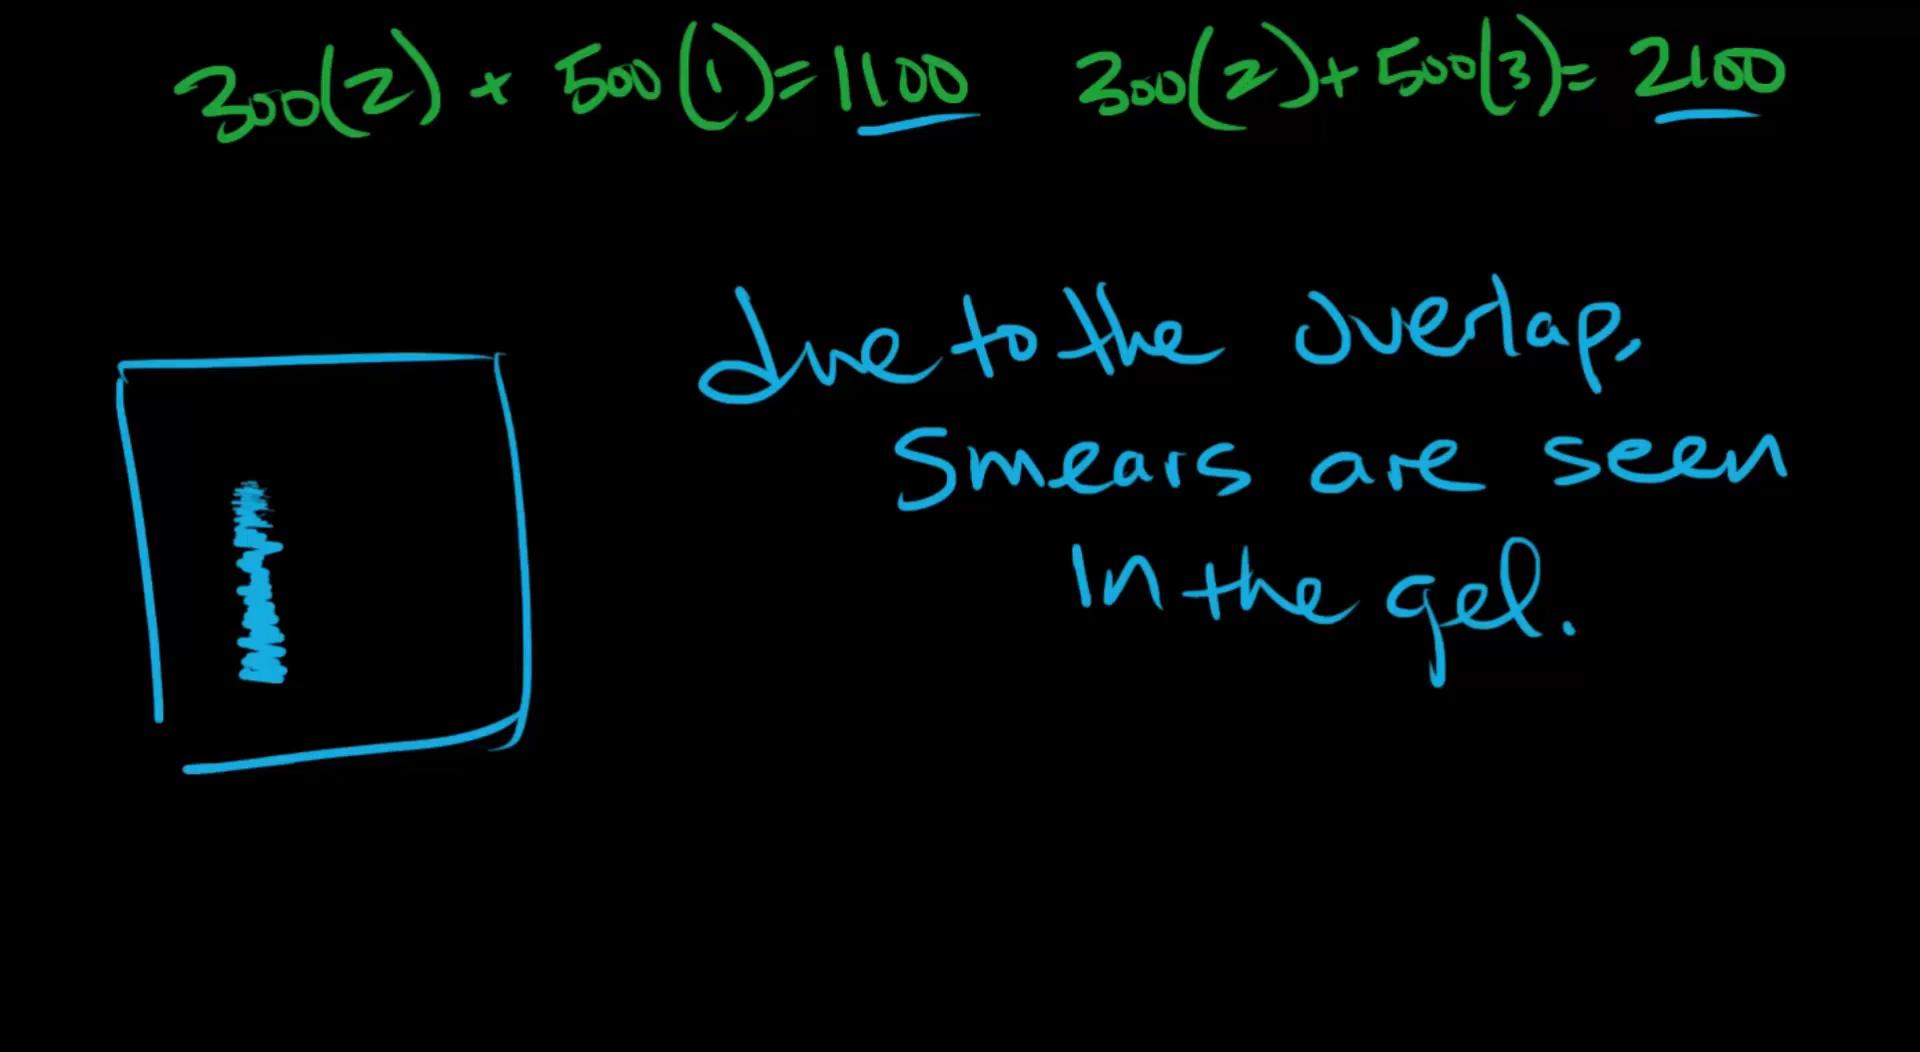 300(2) + 500(1) = 1100 300(2) + 500(3) = 2100
due to the overlap,
smears are seen
in the gel.